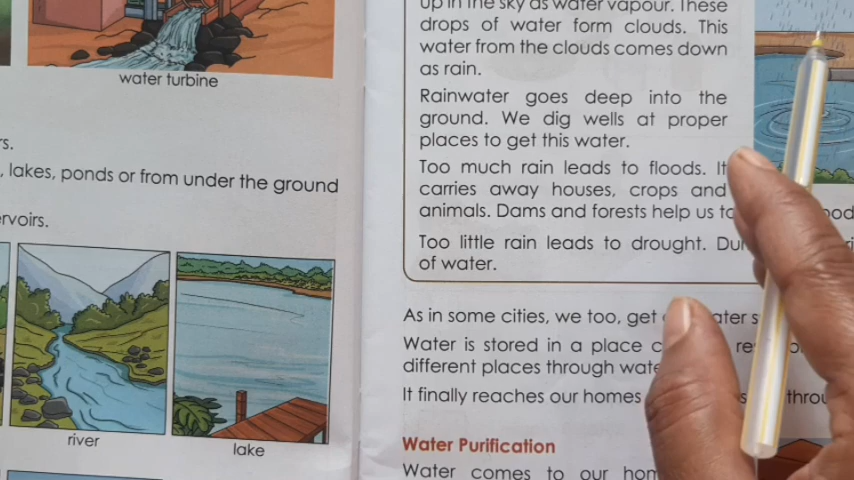 water turbine
rs.
, lakes, ponds or from under the ground
ervoirs.
river
lake
up in the sky as water vapour. These
drops of water form clouds. This
water from the clouds comes down
as rain.
Rainwater goes deep into the
ground. We dig wells at proper
places to get this water.
Too much rain leads to floods. It
carries away houses, crops and
animals. Dams and forests help us to
Too little rain leads to drought.
of water.
As in some cities, we too, get
Water is stored in a place
different places through
It finally reaches our homes
Water Purification
Water comes to our